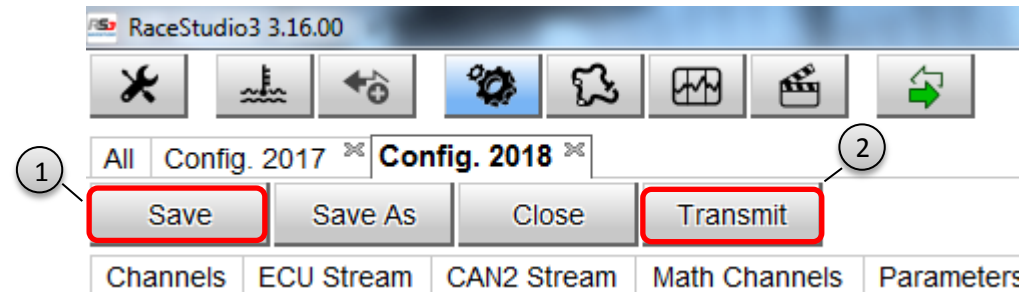 RS3 RaceStudio3 3.16.00
All Config. 2017 Config. 2018
1 2
Save Save As Close Transmit
Channels ECU Stream CAN2 Stream Math Channels Parameters